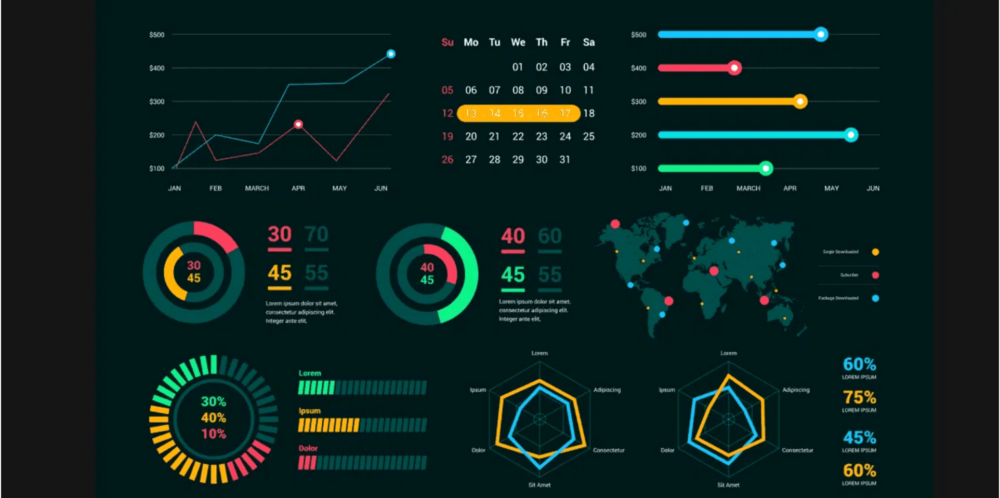 $500
$400
$300
$200
$100
JAN FEB MARCH APR MAY JUN
Su Mo Tu We Th Fr Sa
01 02 03 04
05 06 07 08 09 10 11
12 13 14 15 16 17 18
19 20 21 22 23 24 25
26 27 28 29 30 31
$500
$400
$300
$200
$100
JAN FEB MARCH APR MAY JUN
30
45
30 70
45 55
Lorem ipsum dolor sit amet,
consectetur adipiscing elit.
Integer ante elit,
40
45
40 60
45 55
Lorem ipsum dolor sit amet,
consectetur adipiscing elit.
Integer ante elit,
Single Downloaded
Package Downloaded
30%
40%
10%
Lorem
Ipsum
Dolor
Lorem
Ipsum Adipiscing
Dolor Consectetur
Sit Amet
Lorem
Ipsum Adipiscing
Dolor Consectetur
Sit Amet
60%
LOREM IPSUM
75%
LOREM IPSUM
45%
LOREM IPSUM
60%
LOREM IPSUM